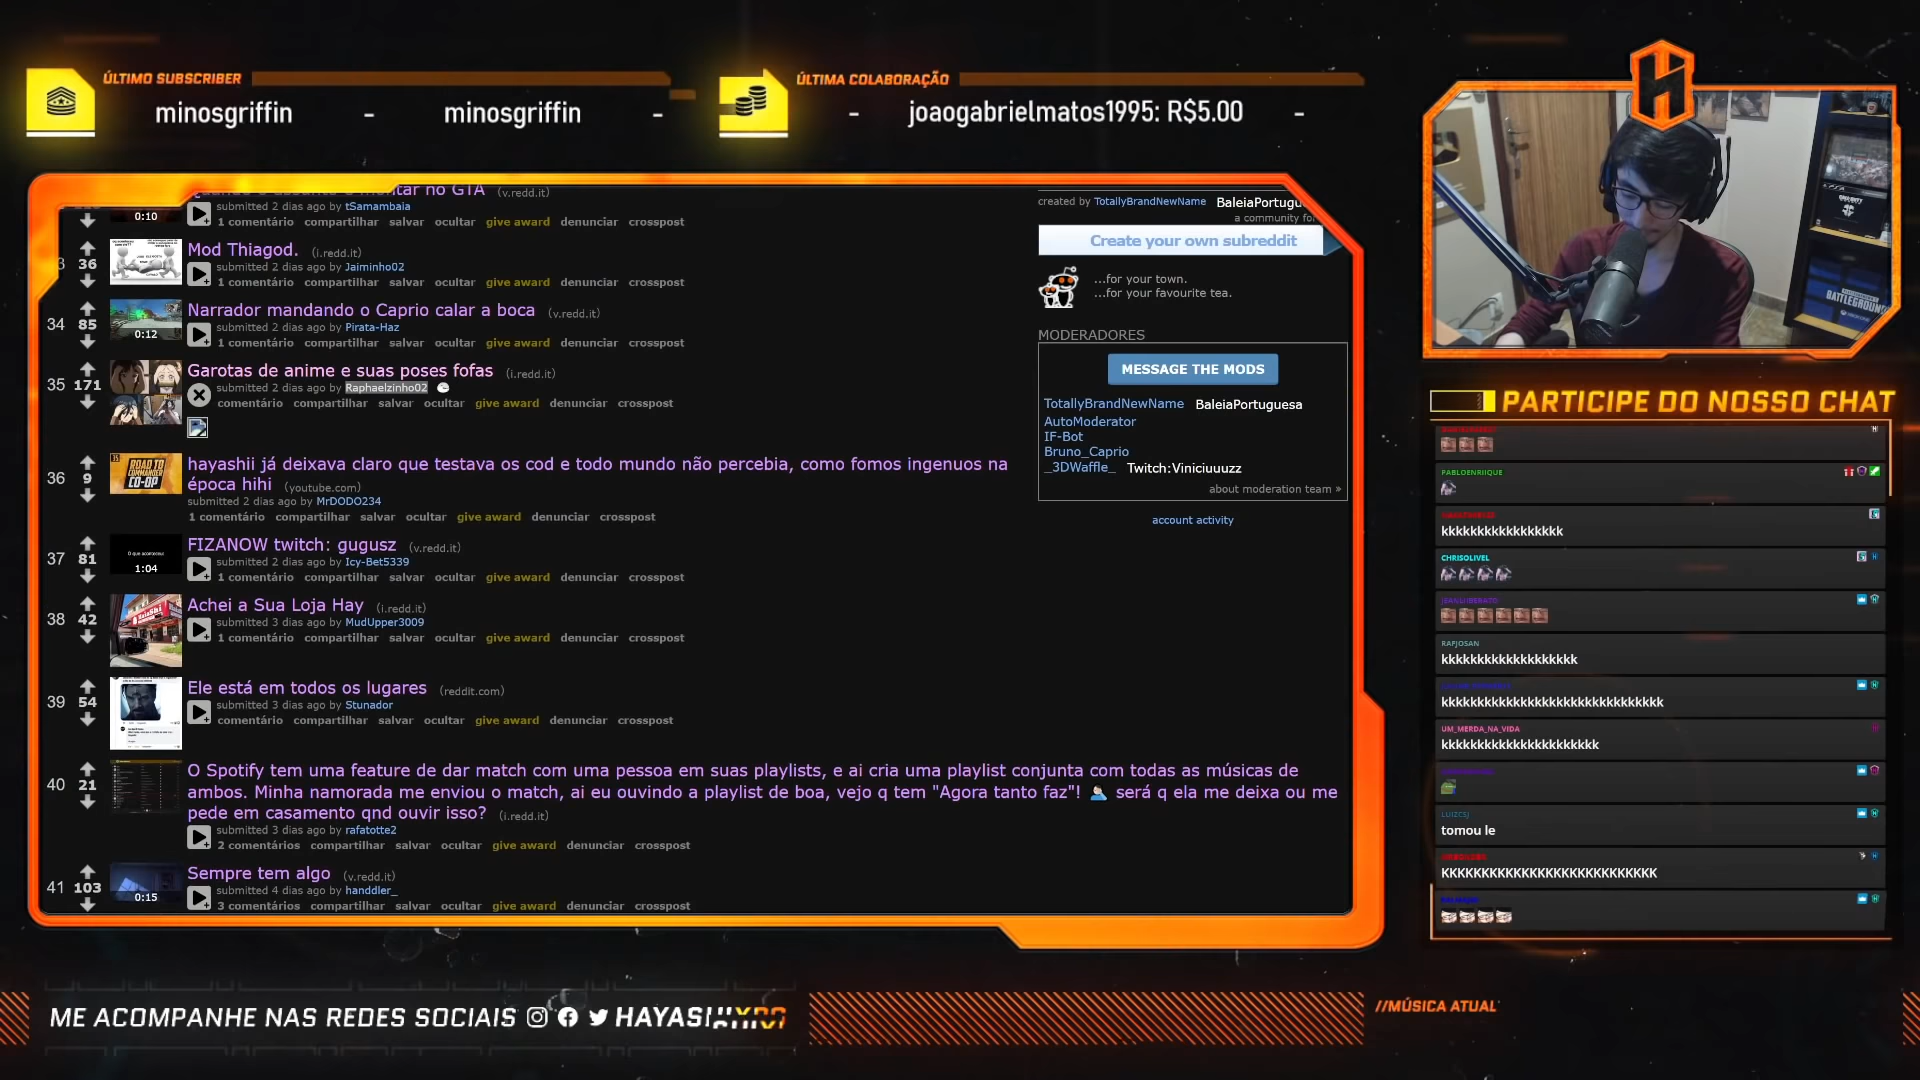 ÚLTIMO SUBSCRIBER
minosgriffin - minosgriffin -
ÚLTIMA COLABORAÇÃO
- joaogabrielmatos1995: R$5.00 -
no GTA (v.redd.it)
submitted 2 dias ago by tSamambaia
0:10
1 comentário compartilhar salvar ocultar give award denunciar crosspost
36
Mod Thiagod. (i.redd.it)
submitted 2 dias ago by Jaiminho02
1 comentário compartilhar salvar ocultar give award denunciar crosspost
34
85
0:12
Narrador mandando o Caprio calar a boca (v.redd.it)
submitted 2 dias ago by Pirata-Haz
1 comentário compartilhar salvar ocultar give award denunciar crosspost
35
171
Garotas de anime e suas poses fofas (i.redd.it)
submitted 2 dias ago by Raphaelzinho02
comentário compartilhar salvar ocultar give award denunciar crosspost
36
9
ROAD TO
COMMANDER
CO-OP
hayashii já deixava claro que testava os cod e todo mundo não percebia, como fomos ingenuos na
época hihi (youtube.com)
submitted 2 dias ago by MrDODO234
1 comentário compartilhar salvar ocultar give award denunciar crosspost
37
81
1:04
FIZANOW twitch: gugusz (v.redd.it)
submitted 2 dias ago by Icy-Bet5339
1 comentário compartilhar salvar ocultar give award denunciar crosspost
38
42
Achei a Sua Loja Hay (i.redd.it)
submitted 3 dias ago by MudUpper3009
1 comentário compartilhar salvar ocultar give award denunciar crosspost
39
54
Ele está em todos os lugares (reddit.com)
submitted 3 dias ago by Stunador
comentário compartilhar salvar ocultar give award denunciar crosspost
40
21
O Spotify tem uma feature de dar match com uma pessoa em suas playlists, e ai cria uma playlist conjunta com todas as músicas de
ambos. Minha namorada me enviou o match, ai eu ouvindo a playlist de boa, vejo q tem "Agora tanto faz"! será q ela me deixa ou me
pede em casamento qnd ouvir isso? (i.redd.it)
submitted 3 dias ago by rafatotte2
2 comentários compartilhar salvar ocultar give award denunciar crosspost
41
103
0:15
Sempre tem algo (v.redd.it)
submitted 4 dias ago by handdler_
3 comentários compartilhar salvar ocultar give award denunciar crosspost
created by TotallyBrandNewName BaleiaPortugu
a community for
Create your own subreddit
...for your town.
...for your favourite tea.
MODERADORES
MESSAGE THE MODS
TotallyBrandNewName BaleiaPortuguesa
AutoModerator
IF-Bot
Bruno_Caprio
_3DWaffle_ Twitch:Viniciuuuzz
about moderation team »
account activity
H
PARTICIPE DO NOSSO CHAT
PABLOENRIIQUE
kkkkkkkkkkkkkkkkk
CHRISOLIVEL
RAPJOSAN
kkkkkkkkkkkkkkkkkkk
kkkkkkkkkkkkkkkkkkkkkkkkkkkkkkk
UM_MERDA_NA_VIDA
kkkkkkkkkkkkkkkkkkkkkk
LUIZCSJ
tomou le
KKKKKKKKKKKKKKKKKKKKKKKKKKK
ME ACOMPANHE NAS REDES SOCIAIS
//MÚSICA ATUAL